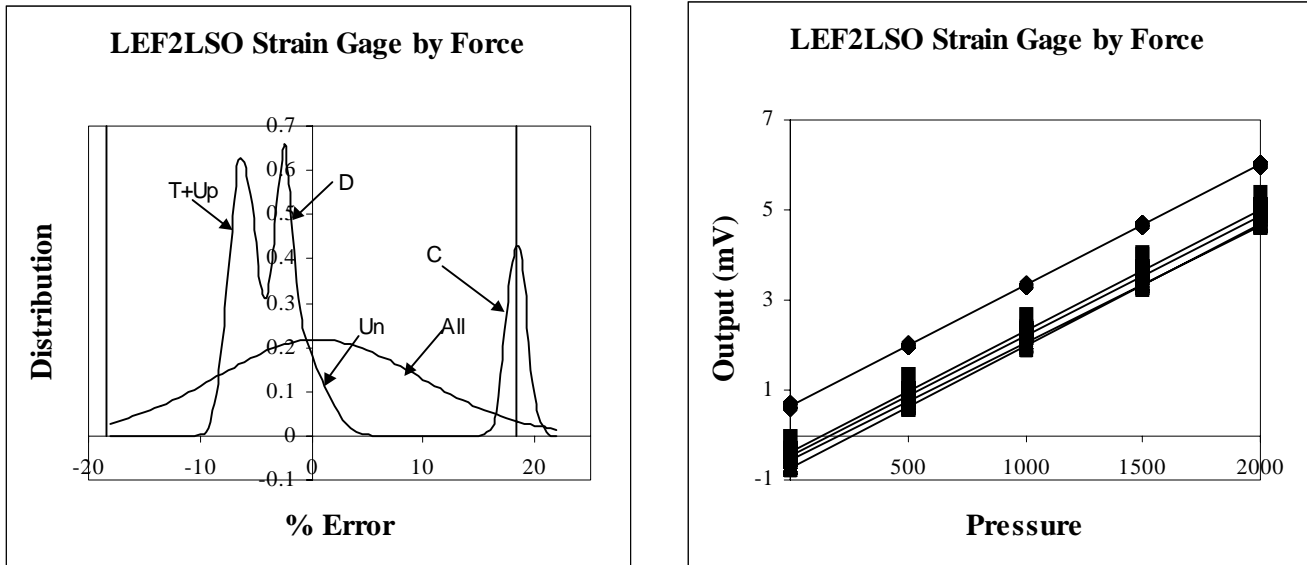 LEF2LSO Strain Gage by Force
0.7
0.6
0.5
0.4
0.3
0.2
0.1
0
-0.1
-20
-10
0
10
20
T+Up
D
C
Un
All
Distribution
% Error
LEF2LSO Strain Gage by Force
7
5
3
1
-1
500
1000
1500
2000
Output (mV)
Pressure